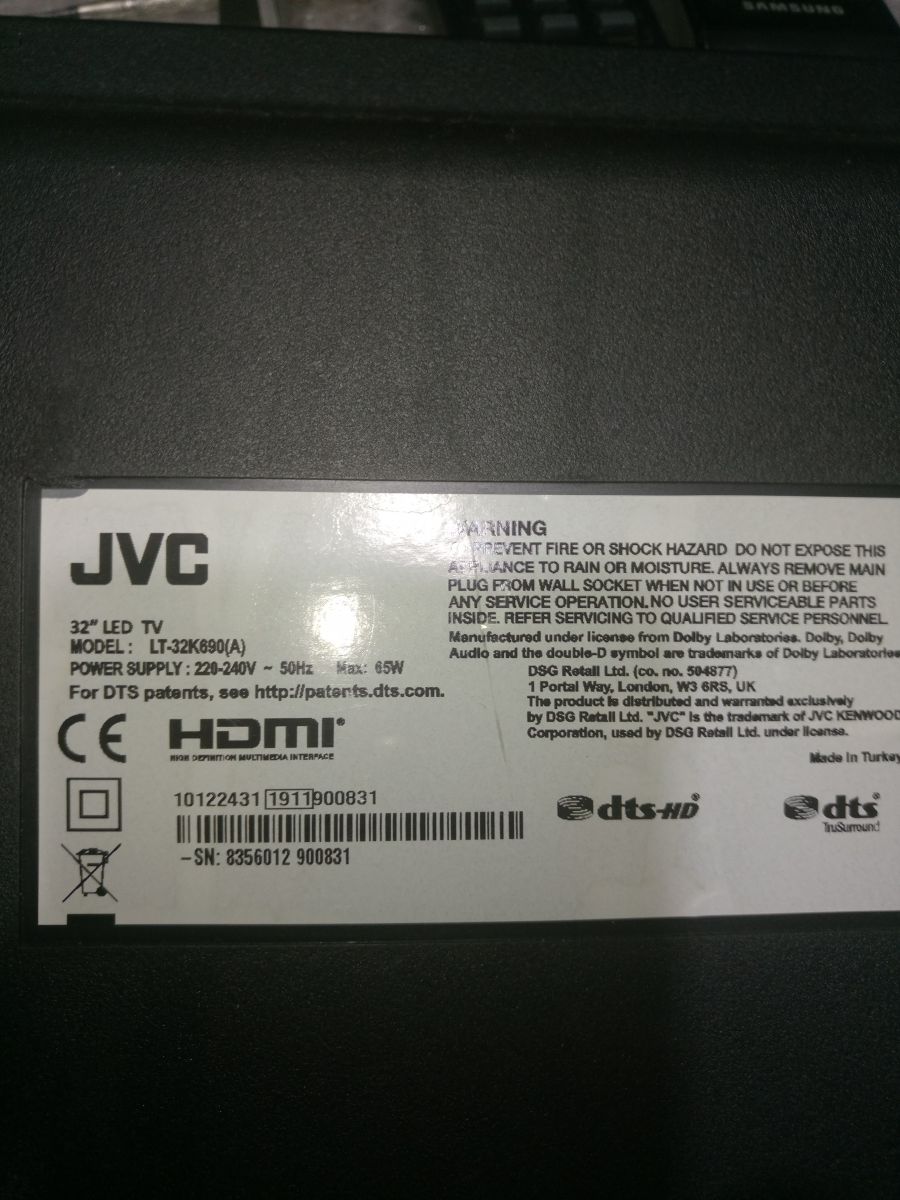 SAMSUNG
JVC
32" LED TV
MODEL: LT-32K690(A)
POWER SUPPLY : 220-240V ~ 50Hz Max: 65W
For DTS patents, see http://patents.dts.com.
CE HDMI
HIGH DEFINITION MULTIMEDIA INTERFACE
10122431 1911900831
-SN: 8356012 900831
WARNING
PREVENT FIRE OR SHOCK HAZARD DO NOT EXPOSE THIS
APPLIANCE TO RAIN OR MOISTURE. ALWAYS REMOVE MAIN
PLUG FROM WALL SOCKET WHEN NOT IN USE OR BEFORE
ANY SERVICE OPERATION. NO USER SERVICEABLE PARTS
INSIDE. REFER SERVICING TO QUALIFIED SERVICE PERSONNEL
Manufactured under license from Dolby Laboratories. Dolby, Dolby
Audio and the double-D symbol are trademarks of Dolby Laboratories
DSG Retail Ltd. (co. no. 504877)
1 Portal Way, London, W3 6RS, UK
The product is distributed and warranted exclusively
by DSG Retail Ltd. "JVC" is the trademark of JVC KENWOOD
Corporation, used by DSG Retail Ltd. under license.
Made in Turkey
dts-HD
dts
TruSurround